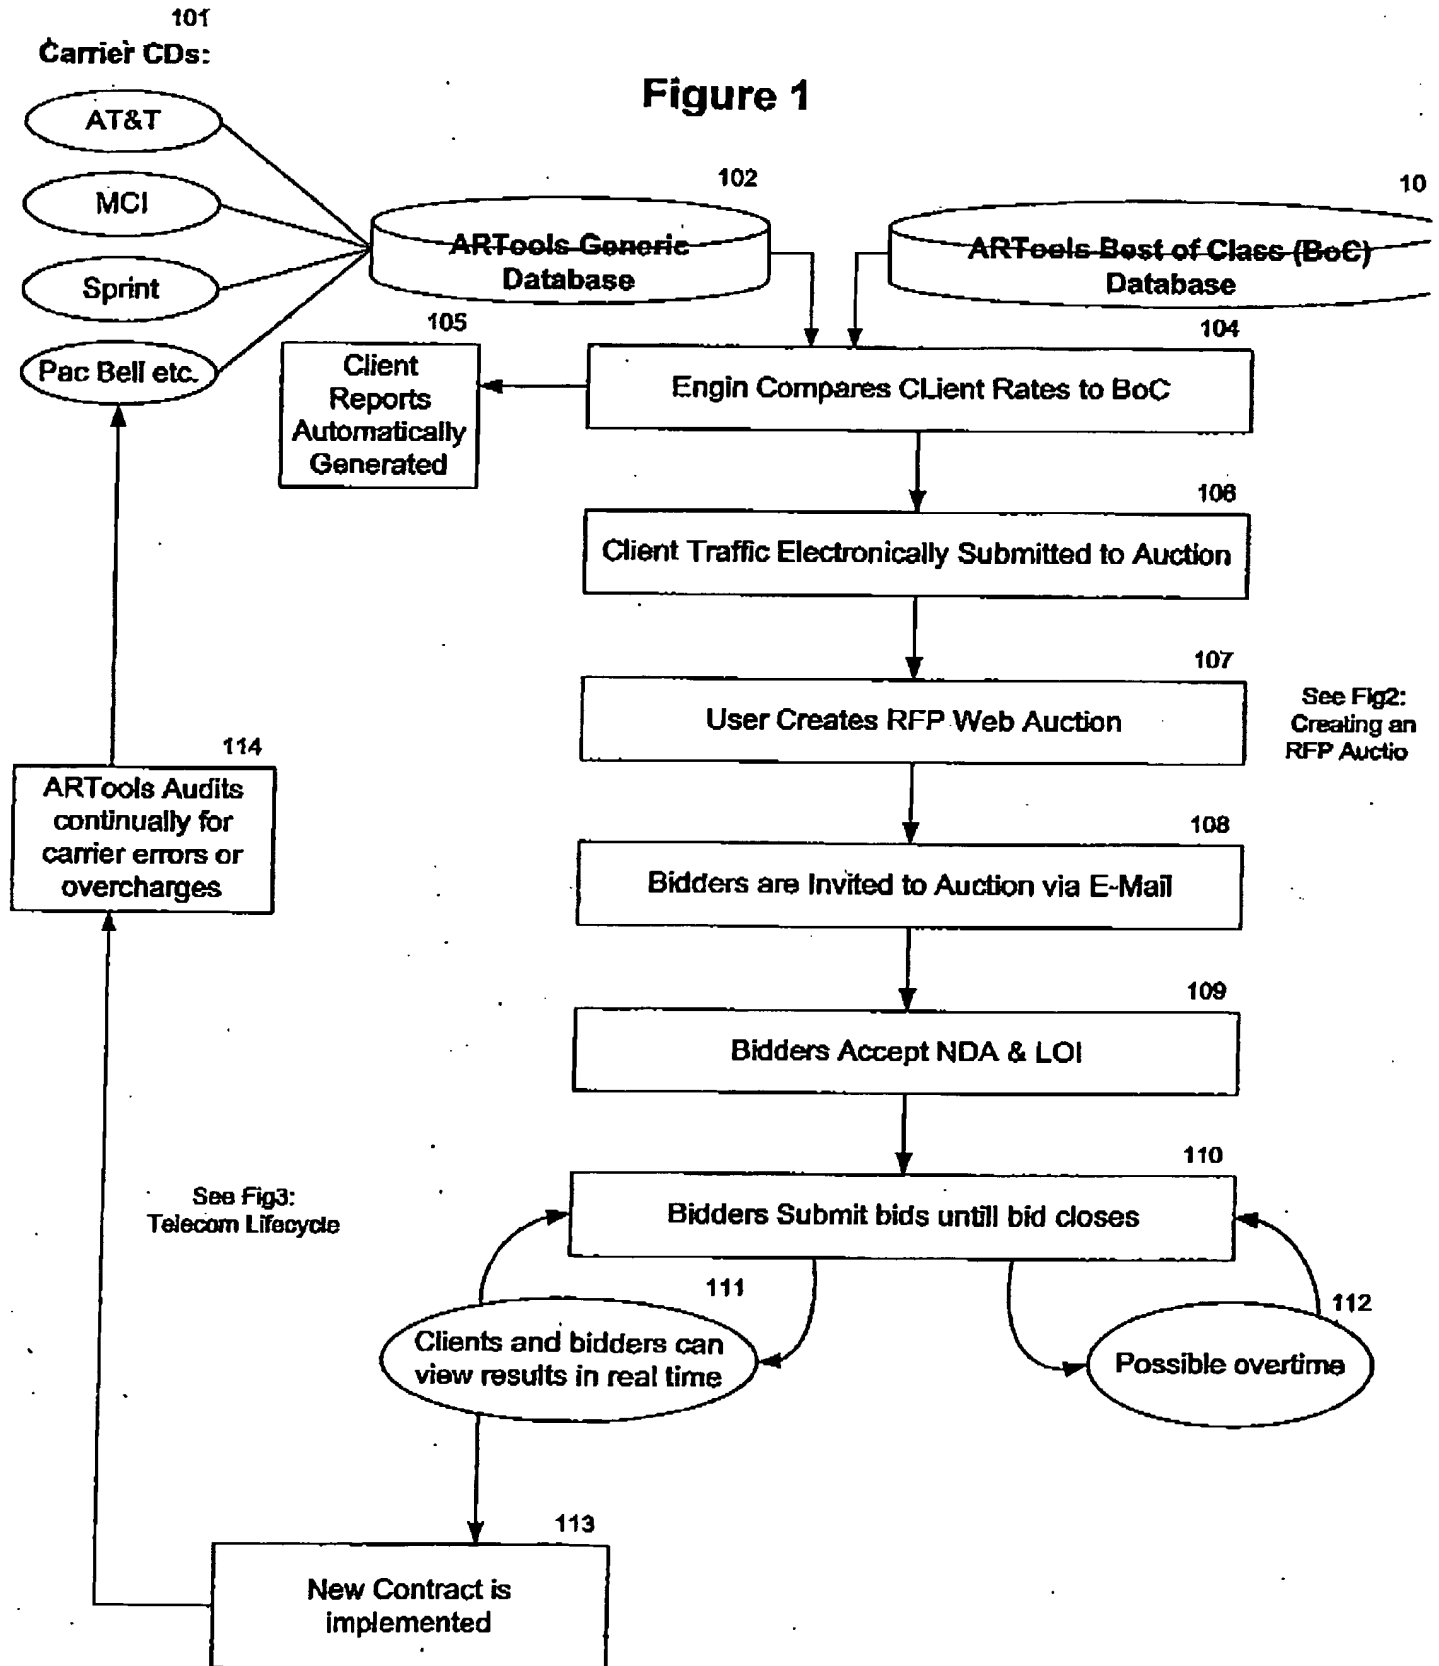 101
Carrier CDs:
Figure 1
AT&T
MCI
Sprint
Pac Bell etc.
102
ARTools Generic
Database
10
ARTools Best of Class (BoC)
Database
105
Client
Reports
Automatically
Generated
104
Engin Compares CLient Rates to BoC
106
Client Traffic Electronically Submitted to Auction
107
User Creates RFP Web Auction
See Fig2:
Creating an
RFP Auctio
114
ARTools Audits
continually for
carrier errors or
overcharges
108
Bidders are Invited to Auction via E-Mail
109
Bidders Accept NDA & LOI
110
Bidders Submit bids untill bid closes
See Fig3:
Telecom Lifecycle
111
Clients and bidders can
view results in real time
112
Possible overtime
113
New Contract is
implemented